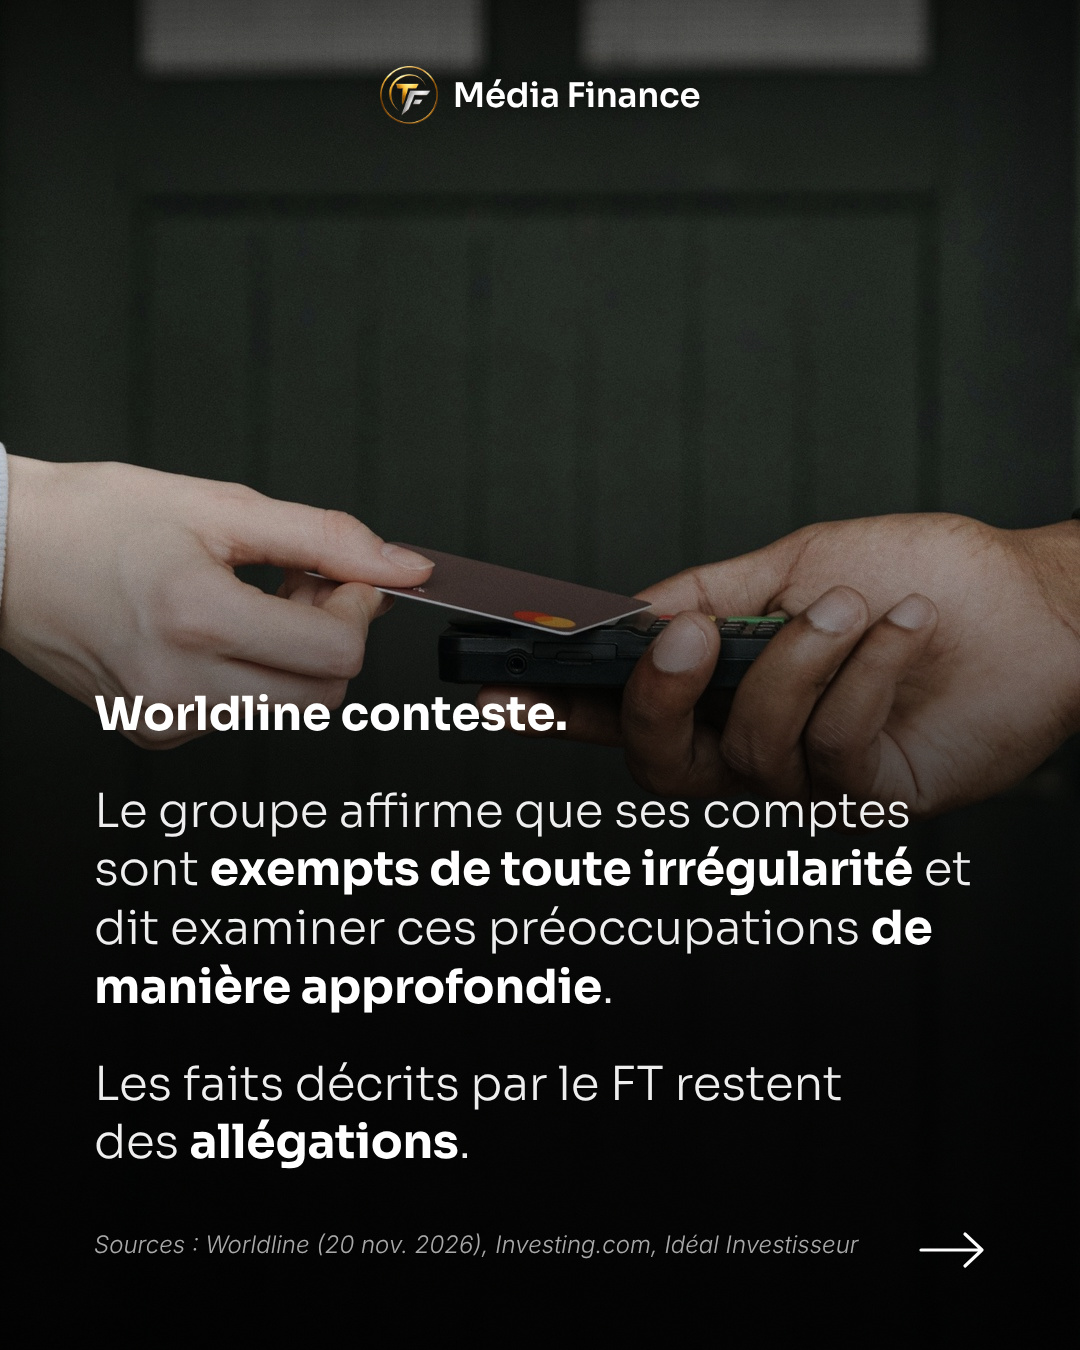 TF Média Finance
Worldline conteste.
Le groupe affirme que ses comptes
sont exempts de toute irrégularité et
dit examiner ces préoccupations de
manière approfondie.
Les faits décrits par le FT restent
des allégations.
Sources : Worldline (20 nov. 2026), Investing.com, Idéal Investisseur